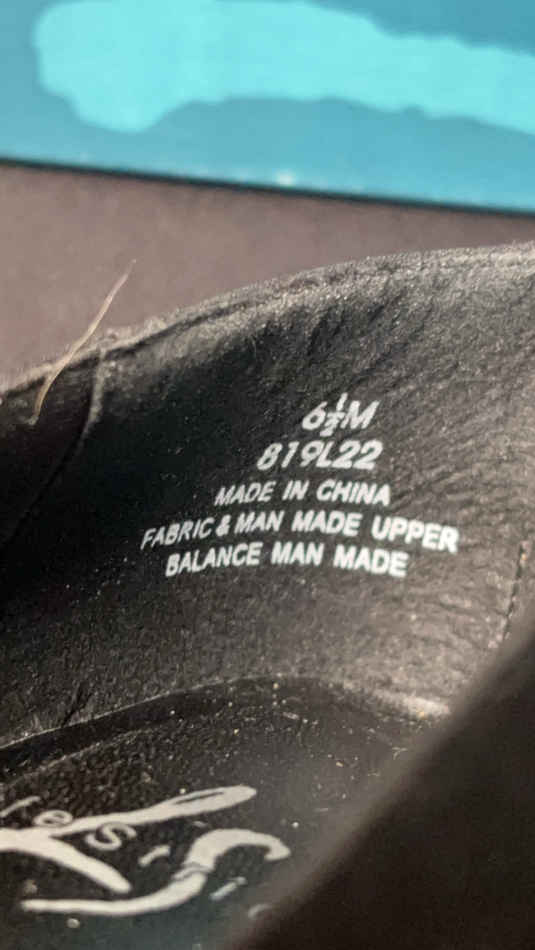 6½M
819L22
MADE IN CHINA
FABRIC & MAN MADE UPPER
BALANCE MAN MADE